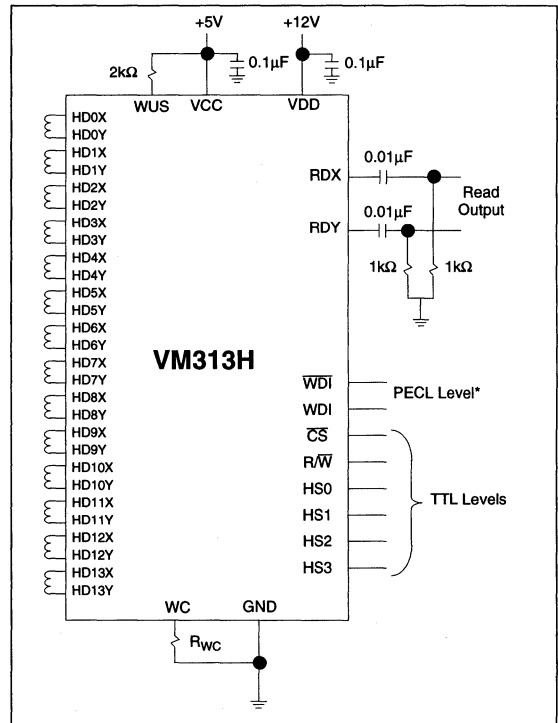 +5V
+12V
2kΩ
0.1μF
0.1μF
WUS
VCC
VDD
HD0X
HD0Y
HD1X
HD1Y
HD2X
HD2Y
HD3X
HD3Y
HD4X
HD4Y
HD5X
HD5Y
HD6X
HD6Y
HD7X
HD7Y
HD8X
HD8Y
HD9X
HD9Y
HD10X
HD10Y
HD11X
HD11Y
HD12X
HD12Y
HD13X
HD13Y
VM313H
RDX
0.01μF
Read
Output
RDY
0.01μF
1kΩ
1kΩ
W̅D̅I̅
WDI
PECL Level*
C̅S̅
R/W̅
HS0
HS1
HS2
HS3
TTL Levels
WC
GND
RWC